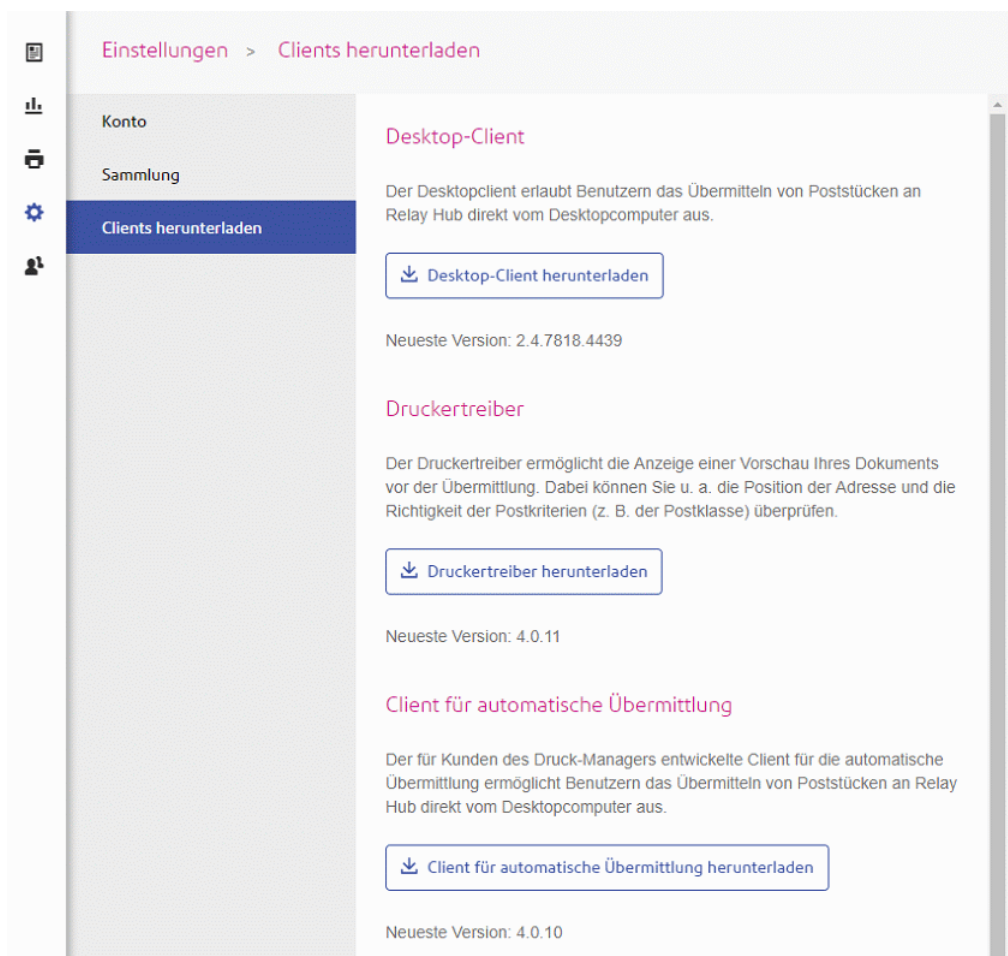 Einstellungen > Clients herunterladen
Konto
Sammlung
Clients herunterladen
Desktop-Client
Der Desktopclient erlaubt Benutzern das Übermitteln von Poststücken an
Relay Hub direkt vom Desktopcomputer aus.
Desktop-Client herunterladen
Neueste Version: 2.4.7818.4439
Druckertreiber
Der Druckertreiber ermöglicht die Anzeige einer Vorschau Ihres Dokuments
vor der Übermittlung. Dabei können Sie u. a. die Position der Adresse und die
Richtigkeit der Postkriterien (z. B. der Postklasse) überprüfen.
Druckertreiber herunterladen
Neueste Version: 4.0.11
Client für automatische Übermittlung
Der für Kunden des Druck-Managers entwickelte Client für die automatische
Übermittlung ermöglicht Benutzern das Übermitteln von Poststücken an Relay
Hub direkt vom Desktopcomputer aus.
Client für automatische Übermittlung herunterladen
Neueste Version: 4.0.10